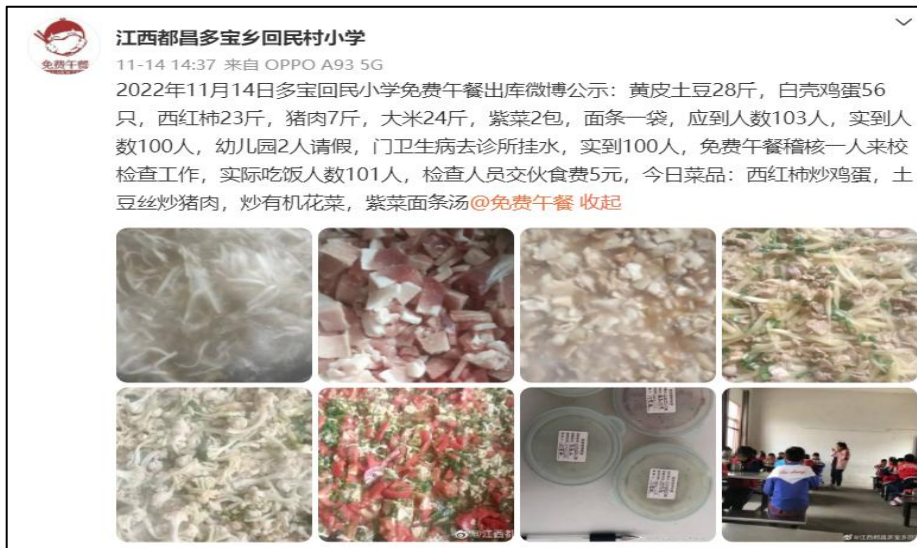 江西都昌多宝乡回民村小学
免费午餐
11-14 14:37 来自 OPPO A93 5G
2022年11月14日多宝回民小学免费午餐出库微博公示：黄皮土豆28斤，白壳鸡蛋56
只，西红柿23斤，猪肉7斤，大米24斤，紫菜2包，面条一袋，应到人数103人，实到人
数100人，幼儿园2人请假，门卫生病去诊所挂水，实到100人，免费午餐稽核一人来校
检查工作，实际吃饭人数101人，检查人员交伙食费5元，今日菜品：西红柿炒鸡蛋，土
豆丝炒猪肉，炒有机花菜，紫菜面条汤@免费午餐 收起
@江西都
@江西都昌多宝乡